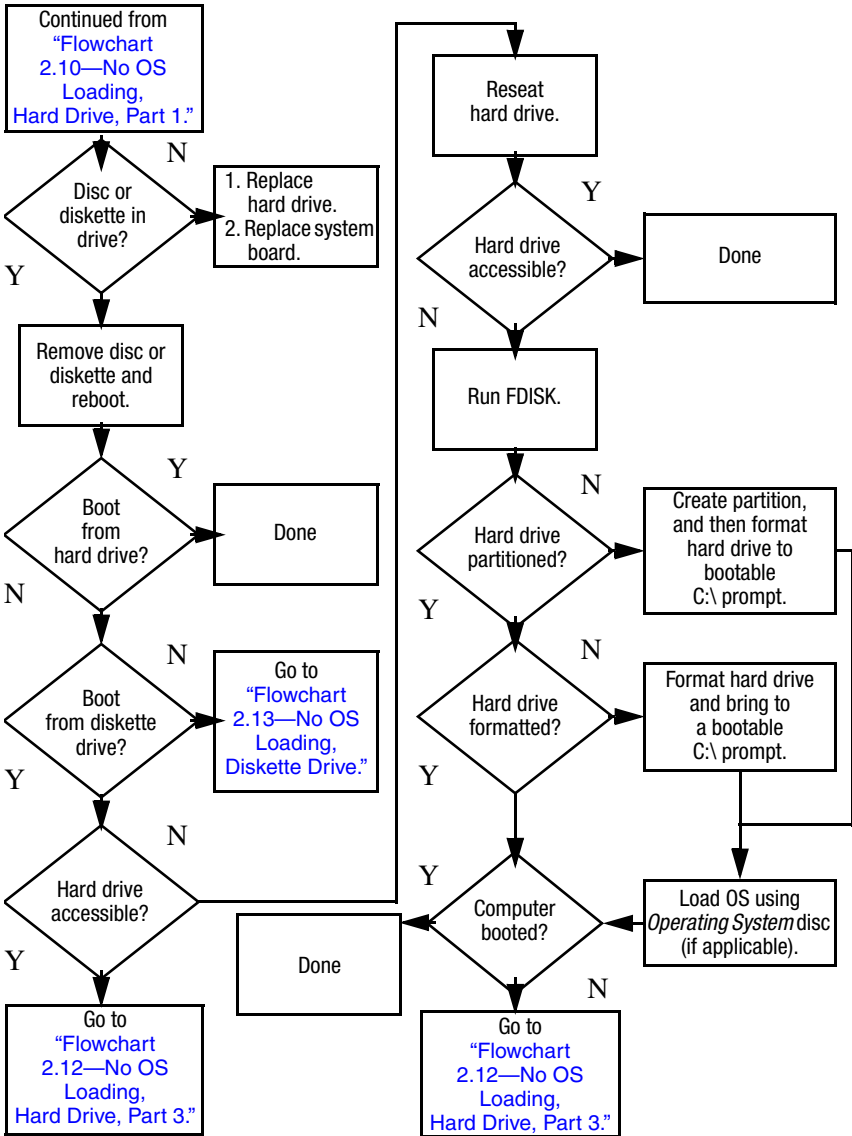 Continued from
“Flowchart
2.10—No OS
Loading,
Hard Drive, Part 1.”
N
Disc or
diskette in
drive?
1. Replace
hard drive.
2. Replace system
board.
Y
Remove disc or
diskette and
reboot.
Y
Boot
from
hard drive?
Done
N
N
Boot
from diskette
drive?
Go to
“Flowchart
2.13—No OS
Loading,
Diskette Drive.”
Y
N
Hard drive
accessible?
Y
Go to
“Flowchart
2.12—No OS
Loading,
Hard Drive, Part 3.”
Reseat
hard drive.
Y
Hard drive
accessible?
Done
N
Run FDISK.
N
Hard drive
partitioned?
Create partition,
and then format
hard drive to
bootable
C:\ prompt.
Y
N
Hard drive
formatted?
Format hard drive
and bring to
a bootable
C:\ prompt.
Y
Y
Computer
booted?
Load OS using
Operating System disc
(if applicable).
Done
N
Go to
“Flowchart
2.12—No OS
Loading,
Hard Drive, Part 3.”